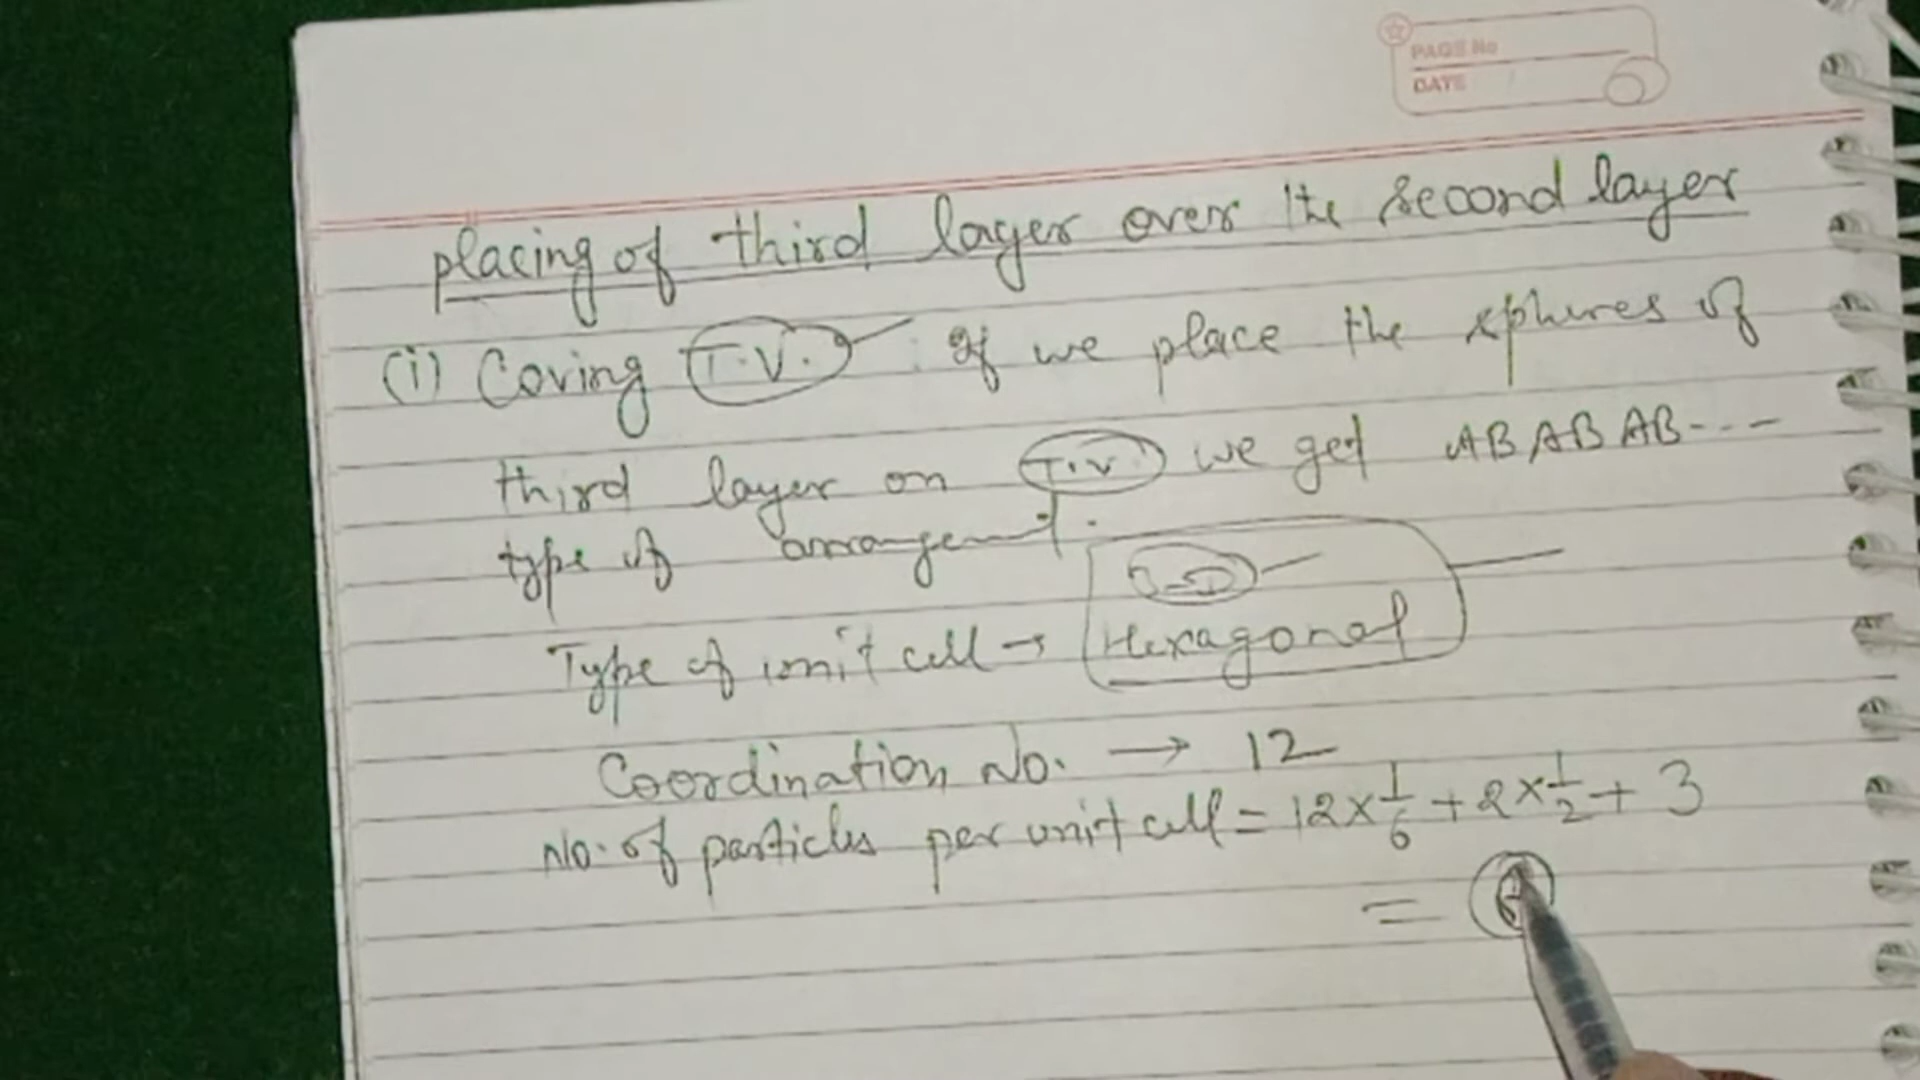 PAGE No
DATE
placing of third layer over the second layer
(i) Coving T.V. If we place the spheres of
third layer on T.V. we get ABABAB---
type of arrangement.
3-D
Type of unit cell → Hexagonal
Coordination No. → 12
No. of particles per unit cell = 12×1/6 + 2×1/2 + 3
= 6